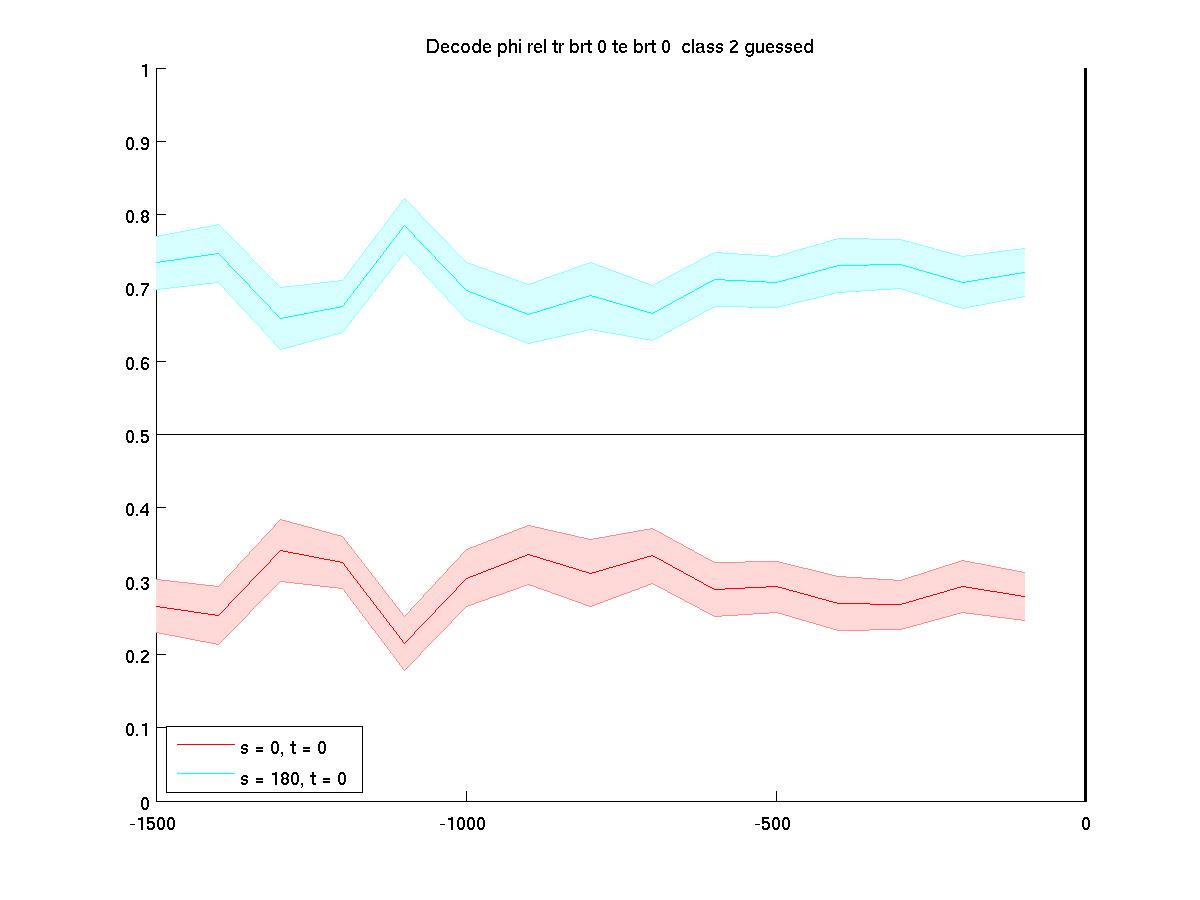 Decode phi rel tr brt 0 te brt 0  class 2 guessed
1
0.9
0.8
0.7
0.6
0.5
0.4
0.3
0.2
0.1
0
s = 0, t = 0
s = 180, t = 0
-1500 -1000 -500 0